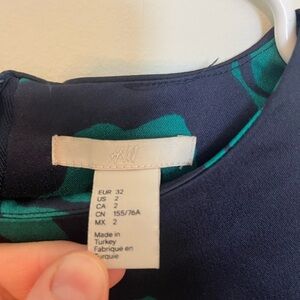 H&M
EUR 32
US 2
CA 2
CN 155/76A
MX 2
Made in
Turkey
Fabriqué en
Turquie